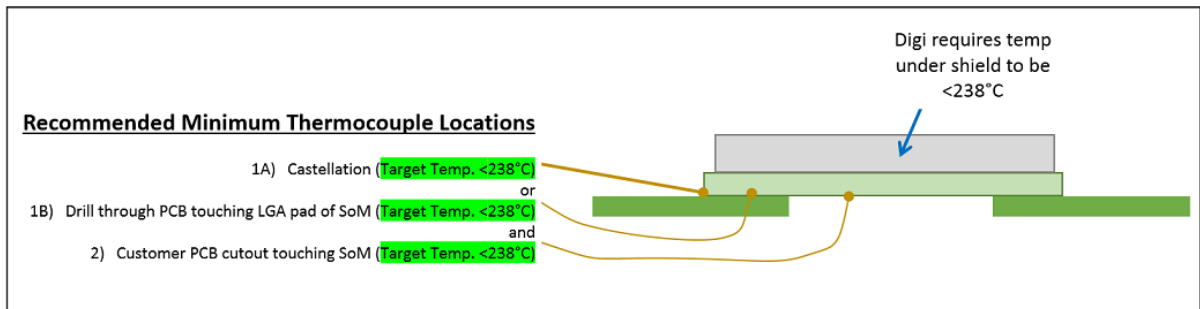 Digi requires temp
under shield to be
<238°C
Recommended Minimum Thermocouple Locations
1A) Castellation (Target Temp. <238°C)
or
1B) Drill through PCB touching LGA pad of SoM (Target Temp. <238°C)
and
2) Customer PCB cutout touching SoM (Target Temp. <238°C)